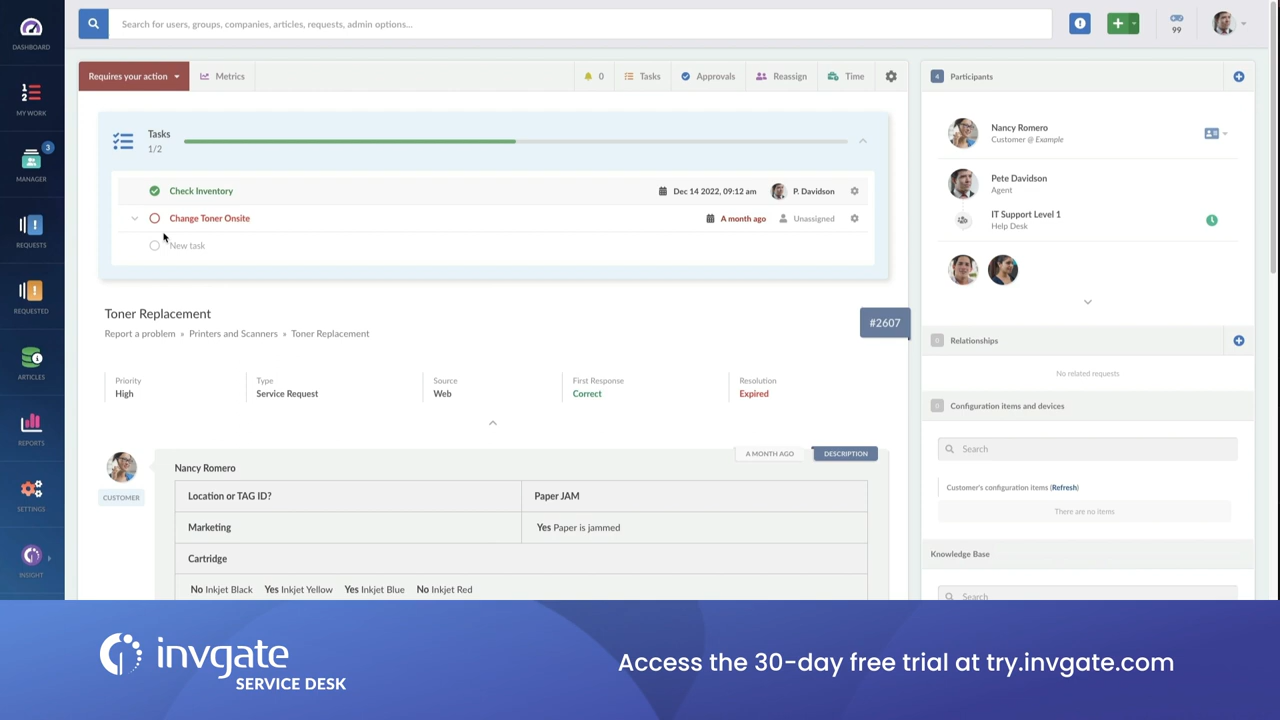 Search for users, groups, companies, articles, requests, admin options...
99
DASHBOARD
MY WORK
3
MANAGER
REQUESTS
REQUESTED
ARTICLES
REPORTS
SETTINGS
INSIGHT
Requires your action
Metrics
0
Tasks
Approvals
Reassign
Time
Tasks
1/2
Check Inventory
Dec 14 2022, 09:12 am
P. Davidson
Change Toner Onsite
A month ago
Unassigned
New task
Toner Replacement
#2607
Report a problem » Printers and Scanners » Toner Replacement
Priority
High
Type
Service Request
Source
Web
First Response
Correct
Resolution
Expired
A MONTH AGO
DESCRIPTION
CUSTOMER
Nancy Romero
Location or TAG ID?
Paper JAM
Marketing
Yes Paper is jammed
Cartridge
No Inkjet Black Yes Inkjet Yellow Yes Inkjet Blue No Inkjet Red
4
Participants
Nancy Romero
Customer @ Example
Pete Davidson
Agent
IT Support Level 1
Help Desk
0
Relationships
No related requests
0
Configuration items and devices
Search
Customer's configuration items (Refresh)
There are no items
Knowledge Base
Search
invgate
SERVICE DESK
Access the 30-day free trial at try.invgate.com